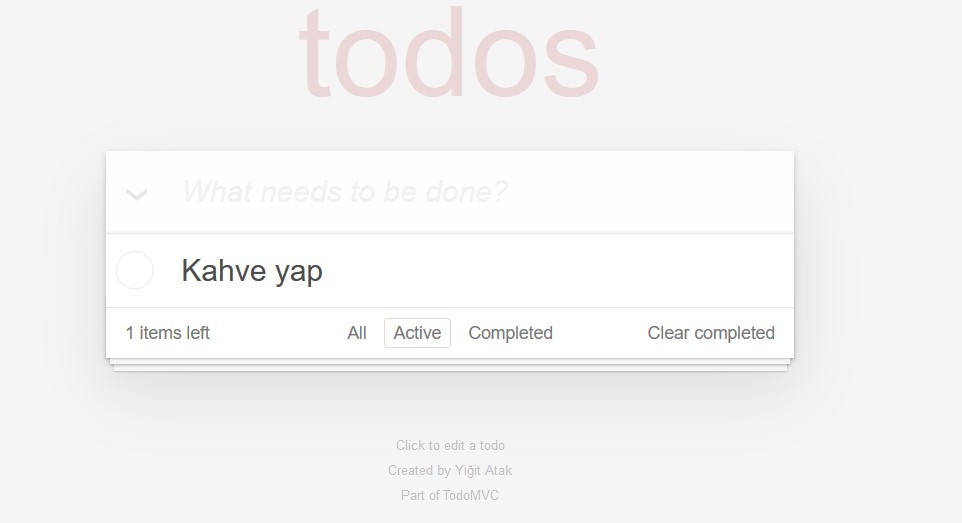 todos
What needs to be done?
Kahve yap
1 items left All Active Completed Clear completed
Click to edit a todo
Created by Yiğit Atak
Part of TodoMVC